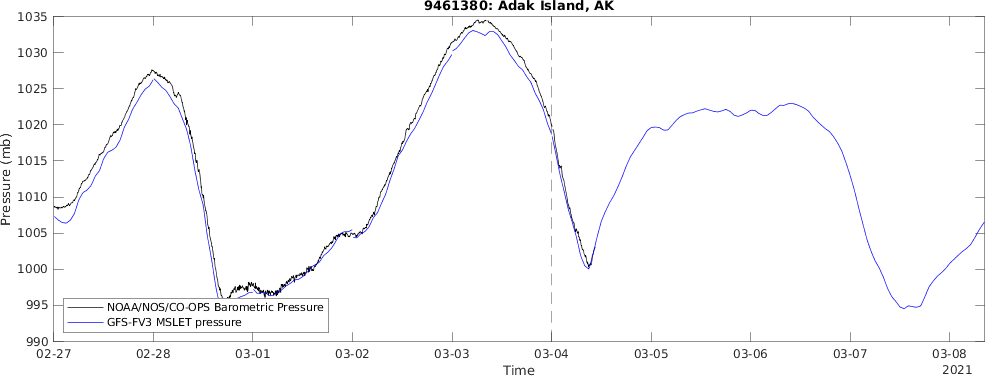 9461380: Adak Island, AK
Pressure (mb)
1035
1030
1025
1020
1015
1010
1005
1000
995
990
NOAA/NOS/CO-OPS Barometric Pressure
GFS-FV3 MSLET pressure
02-27 02-28 03-01 03-02 03-03 03-04 03-05 03-06 03-07 03-08
Time
2021